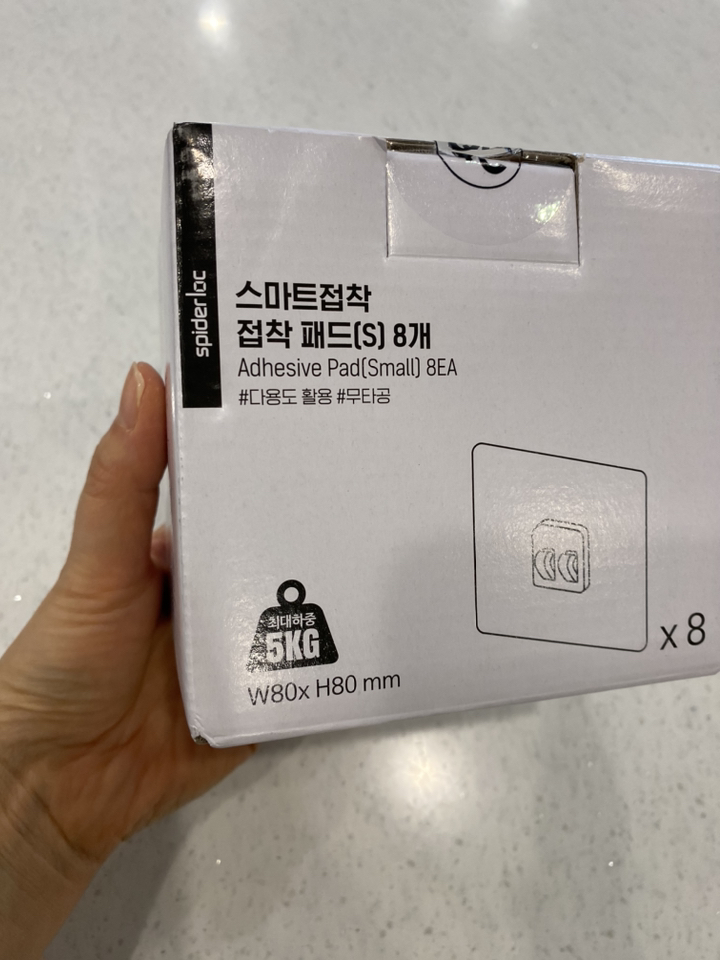 spiderloc
스마트접착
접착 패드(S) 8개
Adhesive Pad(Small) 8EA
#다용도 활용 #무타공
최대하중
5KG
W80x H80 mm
x 8